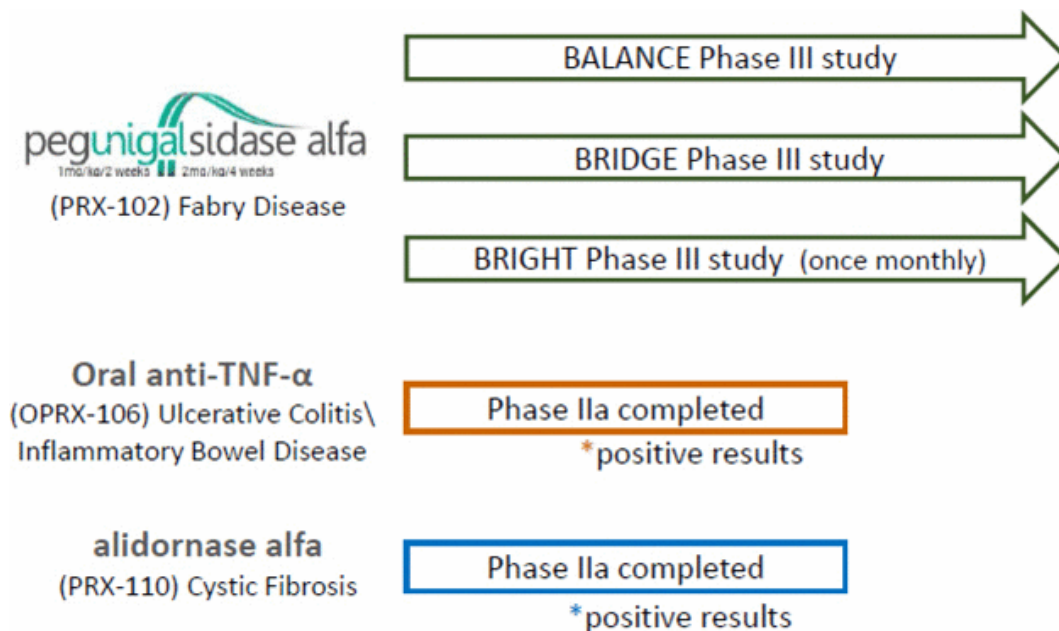 BALANCE Phase III study
pegunigalsidase alfa
1mg/kg/2 weeks 2mg/kg/4 weeks
(PRX-102) Fabry Disease
BRIDGE Phase III study
BRIGHT Phase III study (once monthly)
Oral anti-TNF-α
(OPRX-106) Ulcerative Colitis\
Inflammatory Bowel Disease
Phase IIa completed
*positive results
alidornase alfa
(PRX-110) Cystic Fibrosis
Phase IIa completed
*positive results